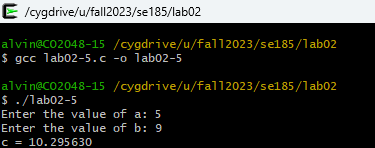 /cygdrive/u/fall2023/se185/lab02
alvin@CO2048-15 /cygdrive/u/fall2023/se185/lab02
$ gcc lab02-5.c -o lab02-5
alvin@CO2048-15 /cygdrive/u/fall2023/se185/lab02
$ ./lab02-5
Enter the value of a: 5
Enter the value of b: 9
c = 10.295630